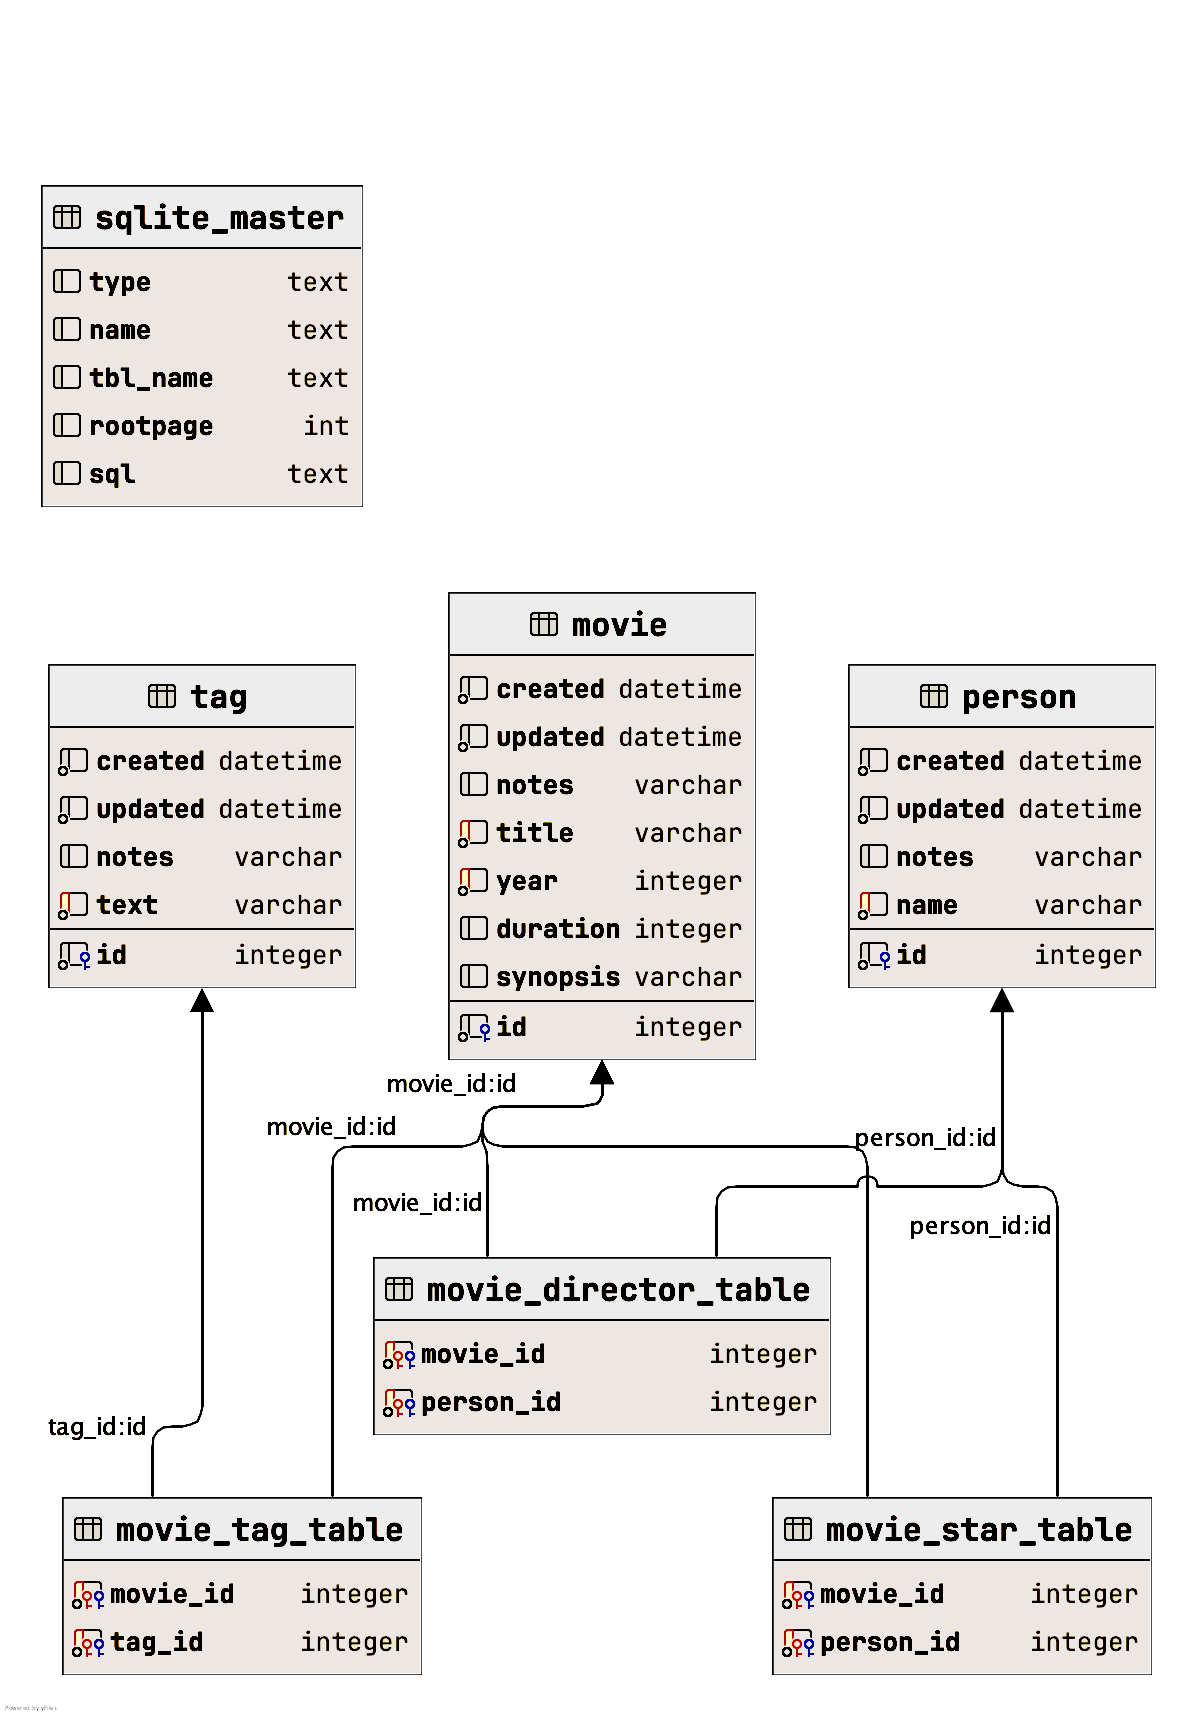 sqlite_master
type text
name text
tbl_name text
rootpage int
sql text
movie
created datetime
updated datetime
notes varchar
title varchar
year integer
duration integer
synopsis varchar
id integer
tag
created datetime
updated datetime
notes varchar
text varchar
id integer
person
created datetime
updated datetime
notes varchar
name varchar
id integer
movie_id:id
movie_id:id
person_id:id
movie_id:id
person_id:id
movie_director_table
movie_id integer
person_id integer
tag_id:id
movie_tag_table
movie_id integer
tag_id integer
movie_star_table
movie_id integer
person_id integer
Powered by yFiles